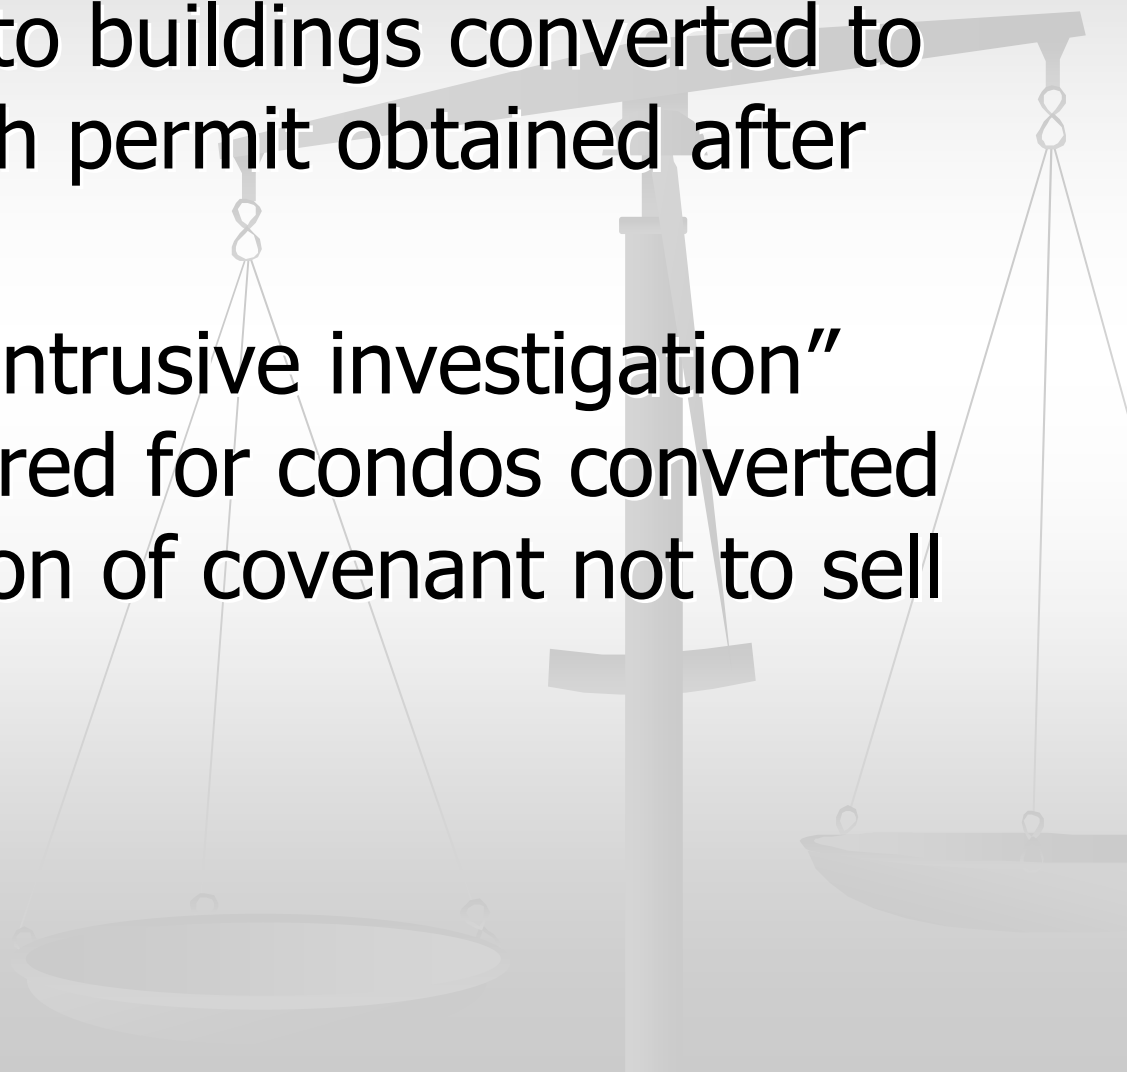 to buildings converted to
h permit obtained after
ntrusive investigation”
red for condos converted
on of covenant not to sell